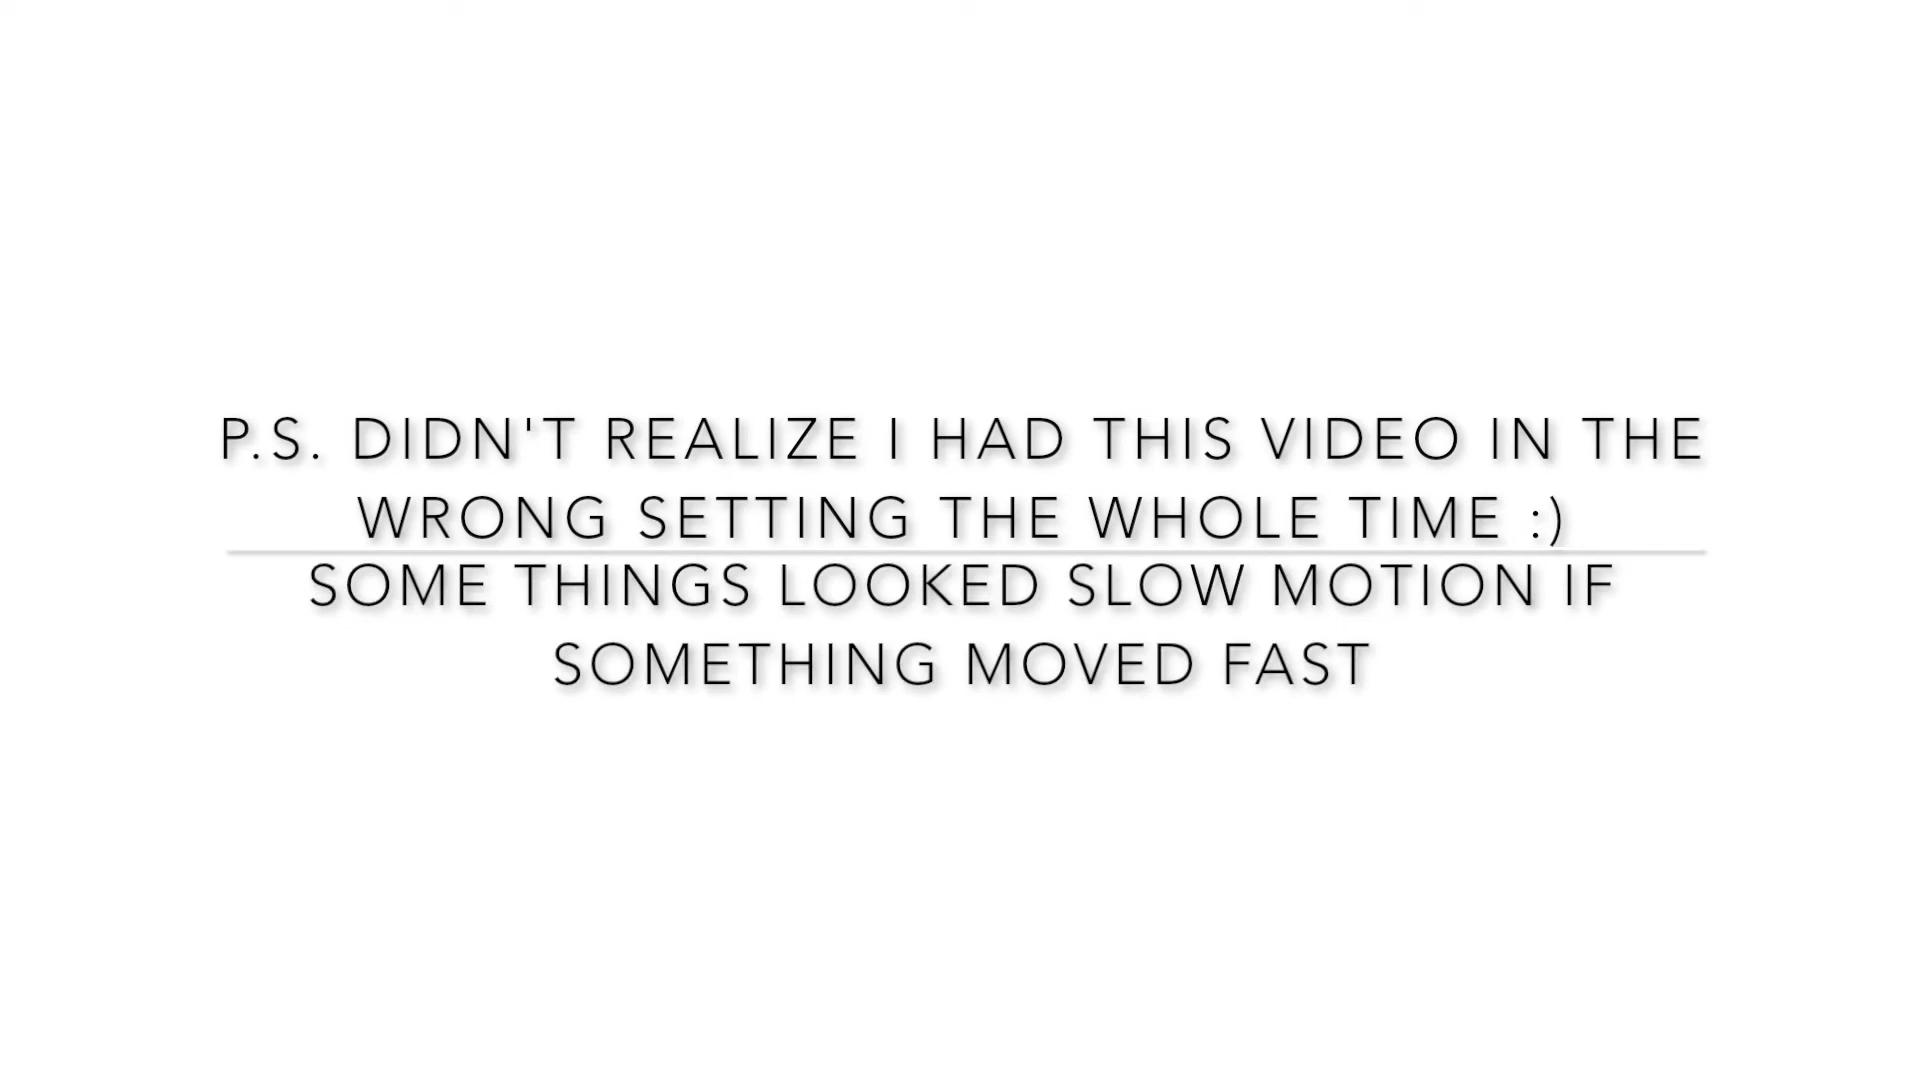 P.S. DIDN'T REALIZE I HAD THIS VIDEO IN THE
WRONG SETTING THE WHOLE TIME :)
SOME THINGS LOOKED SLOW MOTION IF
SOMETHING MOVED FAST